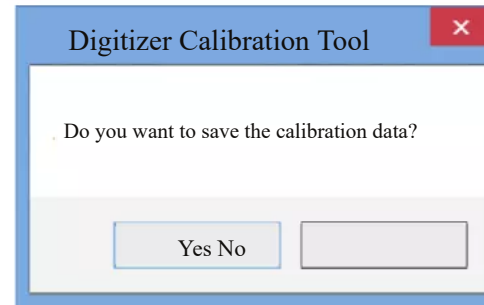 Digitizer Calibration Tool
Do you want to save the calibration data?
Yes No